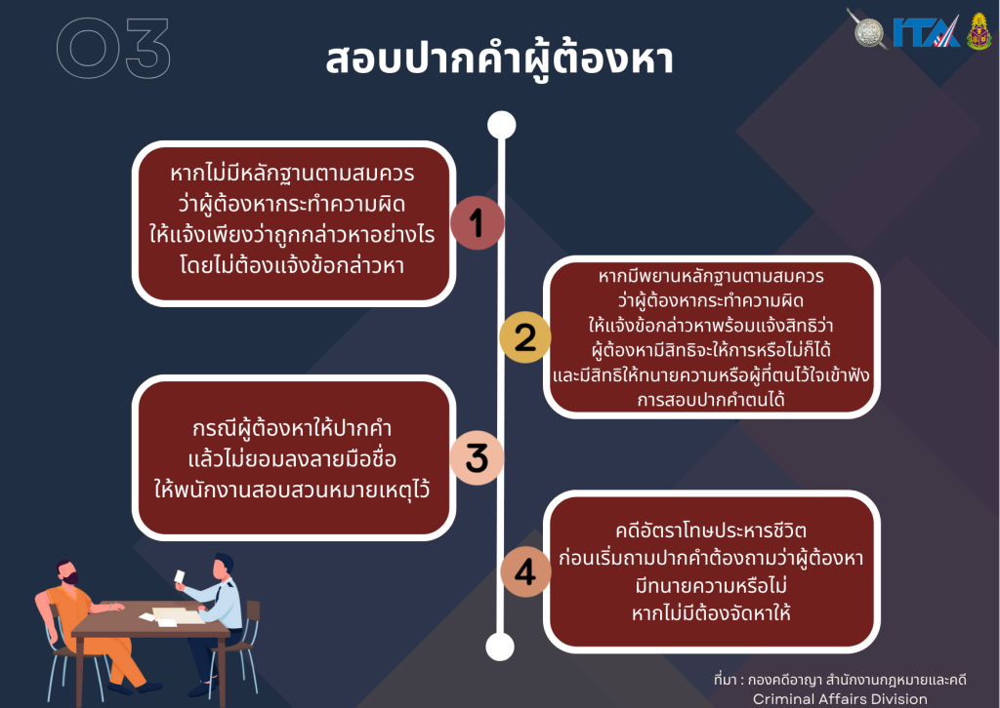 03
ITA
สอบปากคำผู้ต้องหา
หากไม่มีหลักฐานตามสมควร
ว่าผู้ต้องหากระทำความผิด
ให้แจ้งเพียงว่าถูกกล่าวหาอย่างไร
โดยไม่ต้องแจ้งข้อกล่าวหา
1
หากมีพยานหลักฐานตามสมควร
ว่าผู้ต้องหากระทำความผิด
ให้แจ้งข้อกล่าวหาพร้อมแจ้งสิทธิว่า
ผู้ต้องหามีสิทธิจะให้การหรือไม่ก็ได้
และมีสิทธิให้ทนายความหรือผู้ที่ตนไว้ใจเข้าฟัง
การสอบปากคำตนได้
2
กรณีผู้ต้องหาให้ปากคำ
แล้วไม่ยอมลงลายมือชื่อ
ให้พนักงานสอบสวนหมายเหตุไว้
3
คดีอัตราโทษประหารชีวิต
ก่อนเริ่มถามปากคำต้องถามว่าผู้ต้องหา
มีทนายความหรือไม่
หากไม่มีต้องจัดหาให้
4
ที่มา : กองคดีอาญา สำนักงานกฎหมายและคดี
Criminal Affairs Division